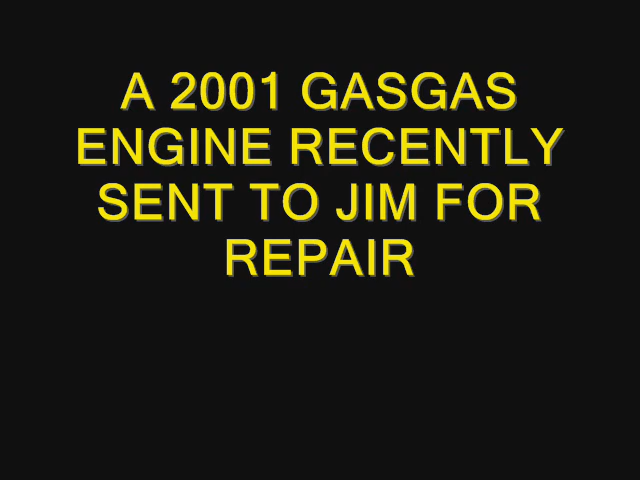 A 2001 GASGAS
ENGINE RECENTLY
SENT TO JIM FOR
REPAIR